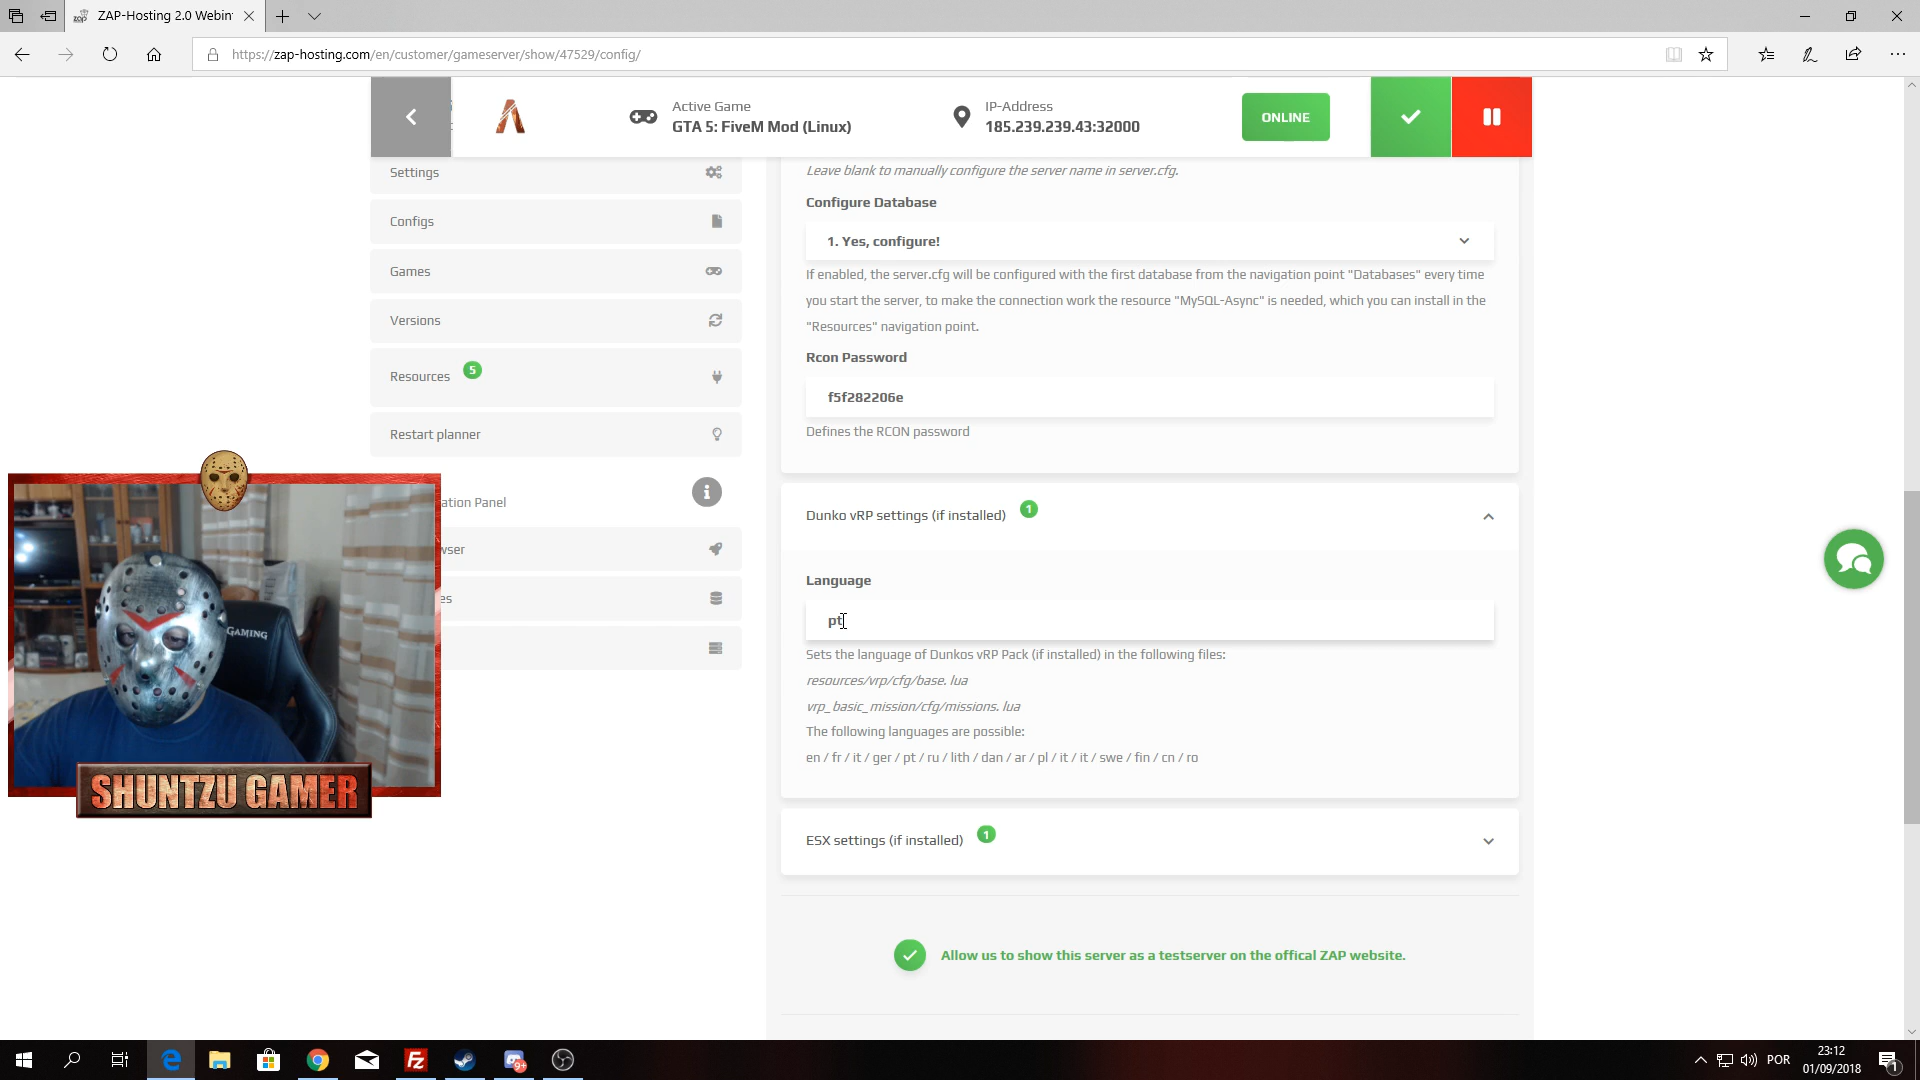 ZAP-Hosting 2.0 Webin
https://zap-hosting.com/en/customer/gameserver/show/47529/config/
Active Game
GTA 5: FiveM Mod (Linux)
IP-Address
185.239.239.43:32000
ONLINE
Settings
Configs
Games
Versions
Resources 5
Restart planner
ation Panel
wser
es
Leave blank to manually configure the server name in server.cfg.
Configure Database
1. Yes, configure!
If enabled, the server.cfg will be configured with the first database from the navigation point "Databases" every time
you start the server, to make the connection work the resource "MySQL-Async" is needed, which you can install in the
"Resources" navigation point.
Rcon Password
f5f282206e
Defines the RCON password
Dunko vRP settings (if installed) 1
Language
pt
Sets the language of Dunkos vRP Pack (if installed) in the following files:
resources/vrp/cfg/base. lua
vrp_basic_mission/cfg/missions. lua
The following languages are possible:
en / fr / it / ger / pt / ru / lith / dan / ar / pl / it / it / swe / fin / cn / ro
ESX settings (if installed) 1
Allow us to show this server as a testserver on the offical ZAP website.
GAMING
SHUNTZU GAMER
9+
POR
23:12
01/09/2018
1